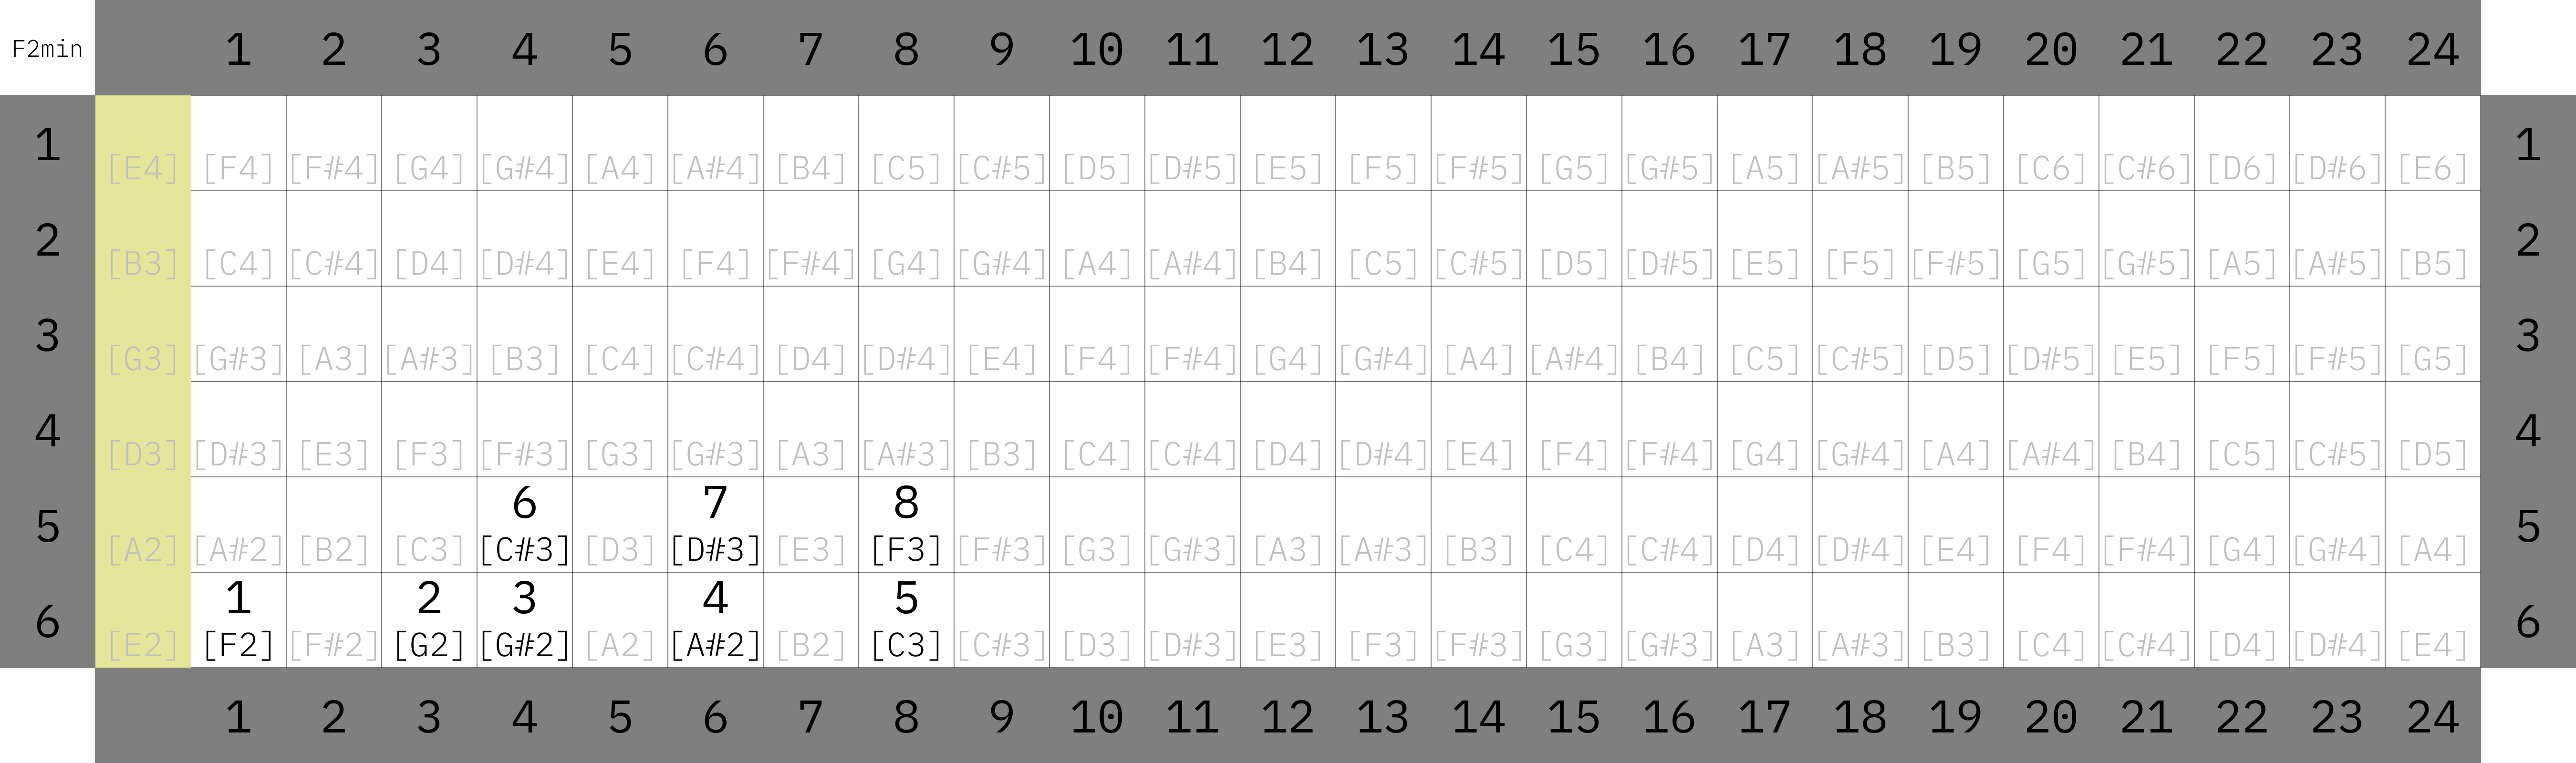 F2min 1 2 3 4 5 6 7 8 9 10 11 12 13 14 15 16 17 18 19 20 21 22 23 24
1 [E4] [F4] [F#4] [G4] [G#4] [A4] [A#4] [B4] [C5] [C#5] [D5] [D#5] [E5] [F5] [F#5] [G5] [G#5] [A5] [A#5] [B5] [C6] [C#6] [D6] [D#6] [E6] 1
2 [B3] [C4] [C#4] [D4] [D#4] [E4] [F4] [F#4] [G4] [G#4] [A4] [A#4] [B4] [C5] [C#5] [D5] [D#5] [E5] [F5] [F#5] [G5] [G#5] [A5] [A#5] [B5] 2
3 [G3] [G#3] [A3] [A#3] [B3] [C4] [C#4] [D4] [D#4] [E4] [F4] [F#4] [G4] [G#4] [A4] [A#4] [B4] [C5] [C#5] [D5] [D#5] [E5] [F5] [F#5] [G5] 3
4 [D3] [D#3] [E3] [F3] [F#3] [G3] [G#3] [A3] [A#3] [B3] [C4] [C#4] [D4] [D#4] [E4] [F4] [F#4] [G4] [G#4] [A4] [A#4] [B4] [C5] [C#5] [D5] 4
6 7 8
5 [A2] [A#2] [B2] [C3] [C#3] [D3] [D#3] [E3] [F3] [F#3] [G3] [G#3] [A3] [A#3] [B3] [C4] [C#4] [D4] [D#4] [E4] [F4] [F#4] [G4] [G#4] [A4] 5
1 2 3 4 5
6 [E2] [F2] [F#2] [G2] [G#2] [A2] [A#2] [B2] [C3] [C#3] [D3] [D#3] [E3] [F3] [F#3] [G3] [G#3] [A3] [A#3] [B3] [C4] [C#4] [D4] [D#4] [E4] 6
1 2 3 4 5 6 7 8 9 10 11 12 13 14 15 16 17 18 19 20 21 22 23 24